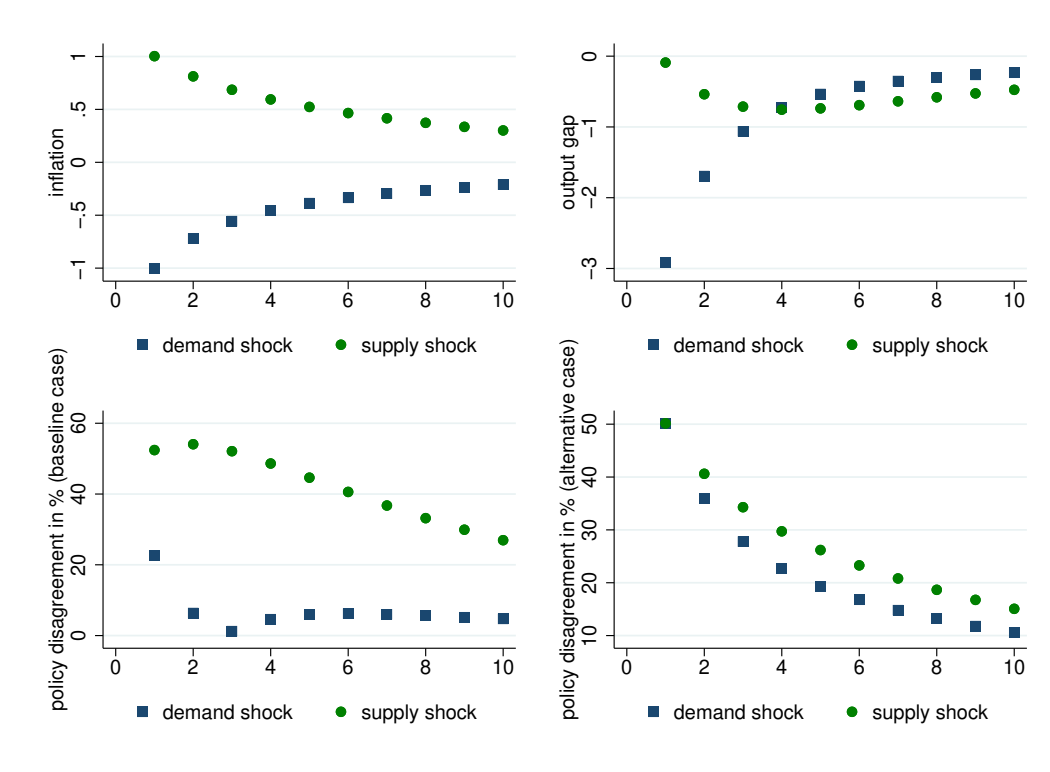 inflation
1
.5
0
−.5
−1
0 2 4 6 8 10
demand shock supply shock
output gap
0
−1
−2
−3
0 2 4 6 8 10
demand shock supply shock
policy disagreement in % (baseline case)
60
40
20
0
0 2 4 6 8 10
demand shock supply shock
policy disagreement in % (alternative case)
50
40
30
20
10
0 2 4 6 8 10
demand shock supply shock